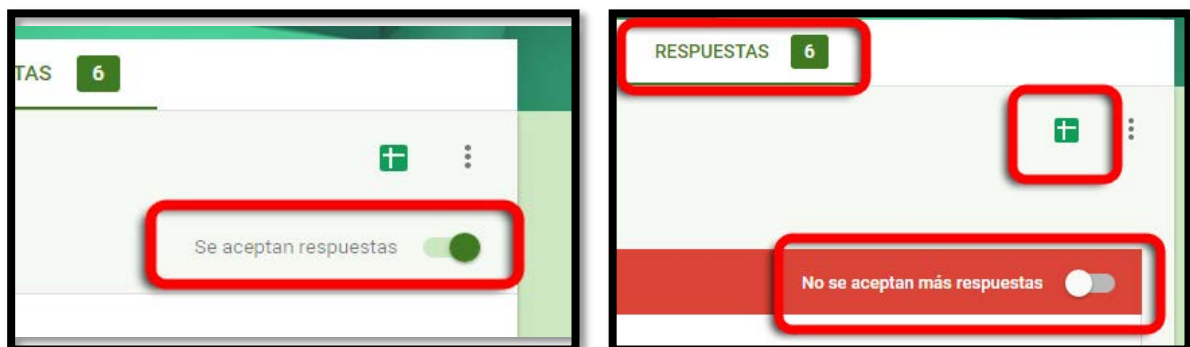 TAS 6
Se aceptan respuestas
RESPUESTAS 6
No se aceptan más respuestas